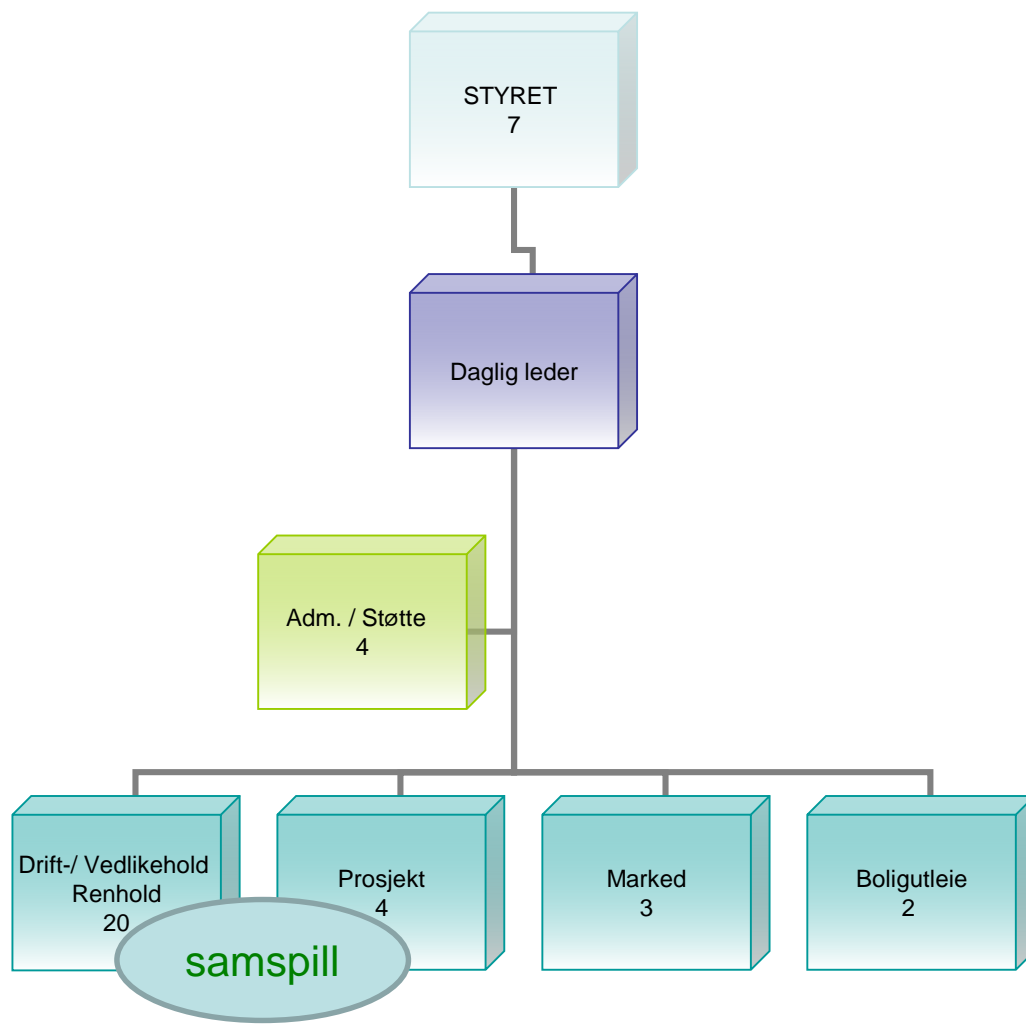 STYRET
7
Daglig leder
Adm. / Støtte
4
Drift-/ Vedlikehold
Renhold
20
Prosjekt
4
Marked
3
Boligutleie
2
samspill